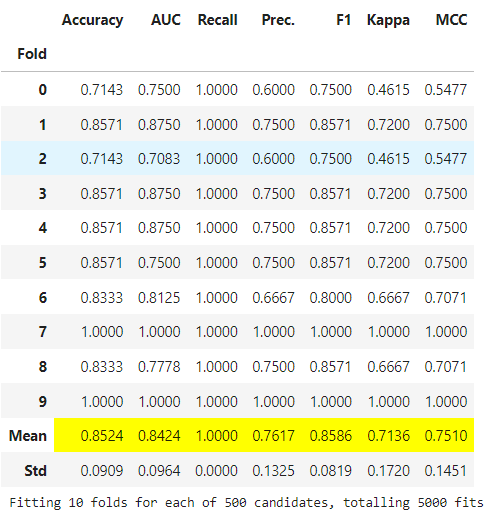 Accuracy AUC Recall Prec. F1 Kappa MCC
Fold
0 0.7143 0.7500 1.0000 0.6000 0.7500 0.4615 0.5477
1 0.8571 0.8750 1.0000 0.7500 0.8571 0.7200 0.7500
2 0.7143 0.7083 1.0000 0.6000 0.7500 0.4615 0.5477
3 0.8571 0.8750 1.0000 0.7500 0.8571 0.7200 0.7500
4 0.8571 0.8750 1.0000 0.7500 0.8571 0.7200 0.7500
5 0.8571 0.7500 1.0000 0.7500 0.8571 0.7200 0.7500
6 0.8333 0.8125 1.0000 0.6667 0.8000 0.6667 0.7071
7 1.0000 1.0000 1.0000 1.0000 1.0000 1.0000 1.0000
8 0.8333 0.7778 1.0000 0.7500 0.8571 0.6667 0.7071
9 1.0000 1.0000 1.0000 1.0000 1.0000 1.0000 1.0000
Mean 0.8524 0.8424 1.0000 0.7617 0.8586 0.7136 0.7510
Std 0.0909 0.0964 0.0000 0.1325 0.0819 0.1720 0.1451
Fitting 10 folds for each of 500 candidates, totalling 5000 fits